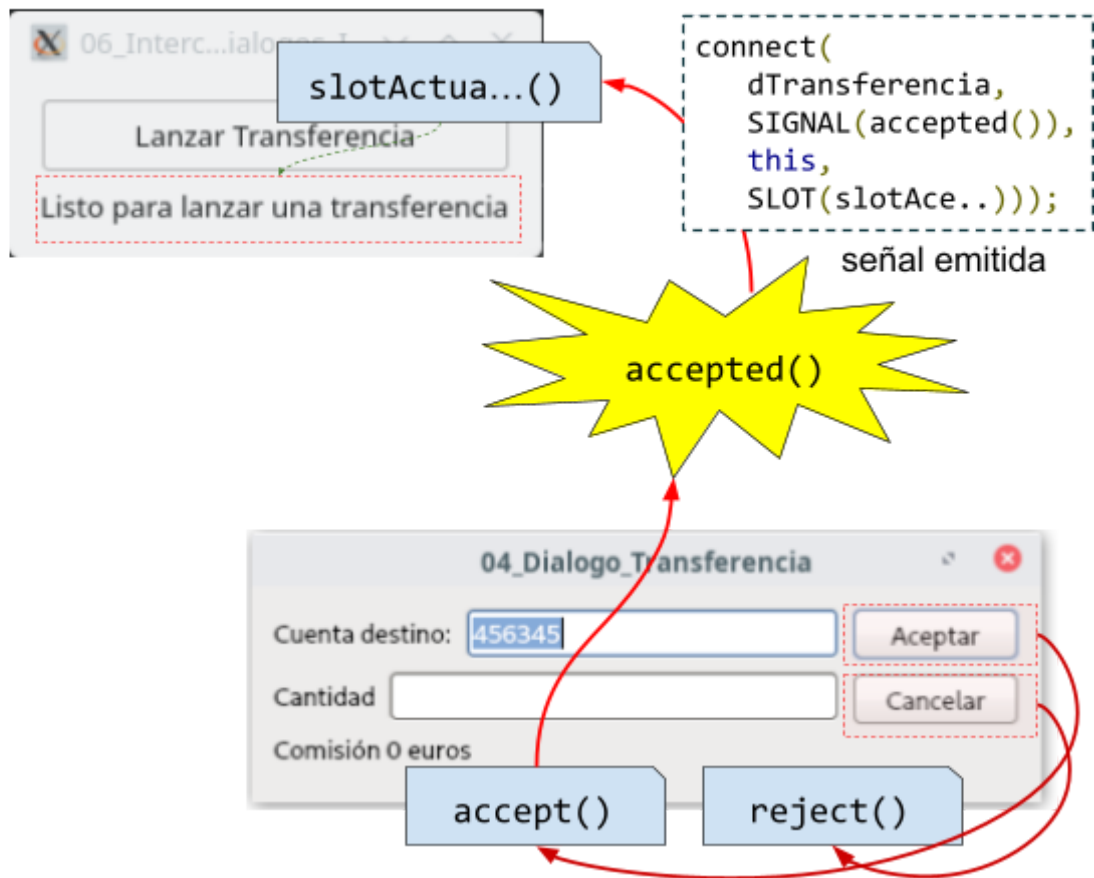 06_Interc...ialogos_I
slotActua...()
Lanzar Transferencia
Listo para lanzar una transferencia
connect(
dTransferencia,
SIGNAL(accepted()),
this,
SLOT(slotAce..)));
señal emitida
accepted()
04_Dialogo_Transferencia
Cuenta destino: 456345
Aceptar
Cantidad
Cancelar
Comisión 0 euros
accept()
reject()